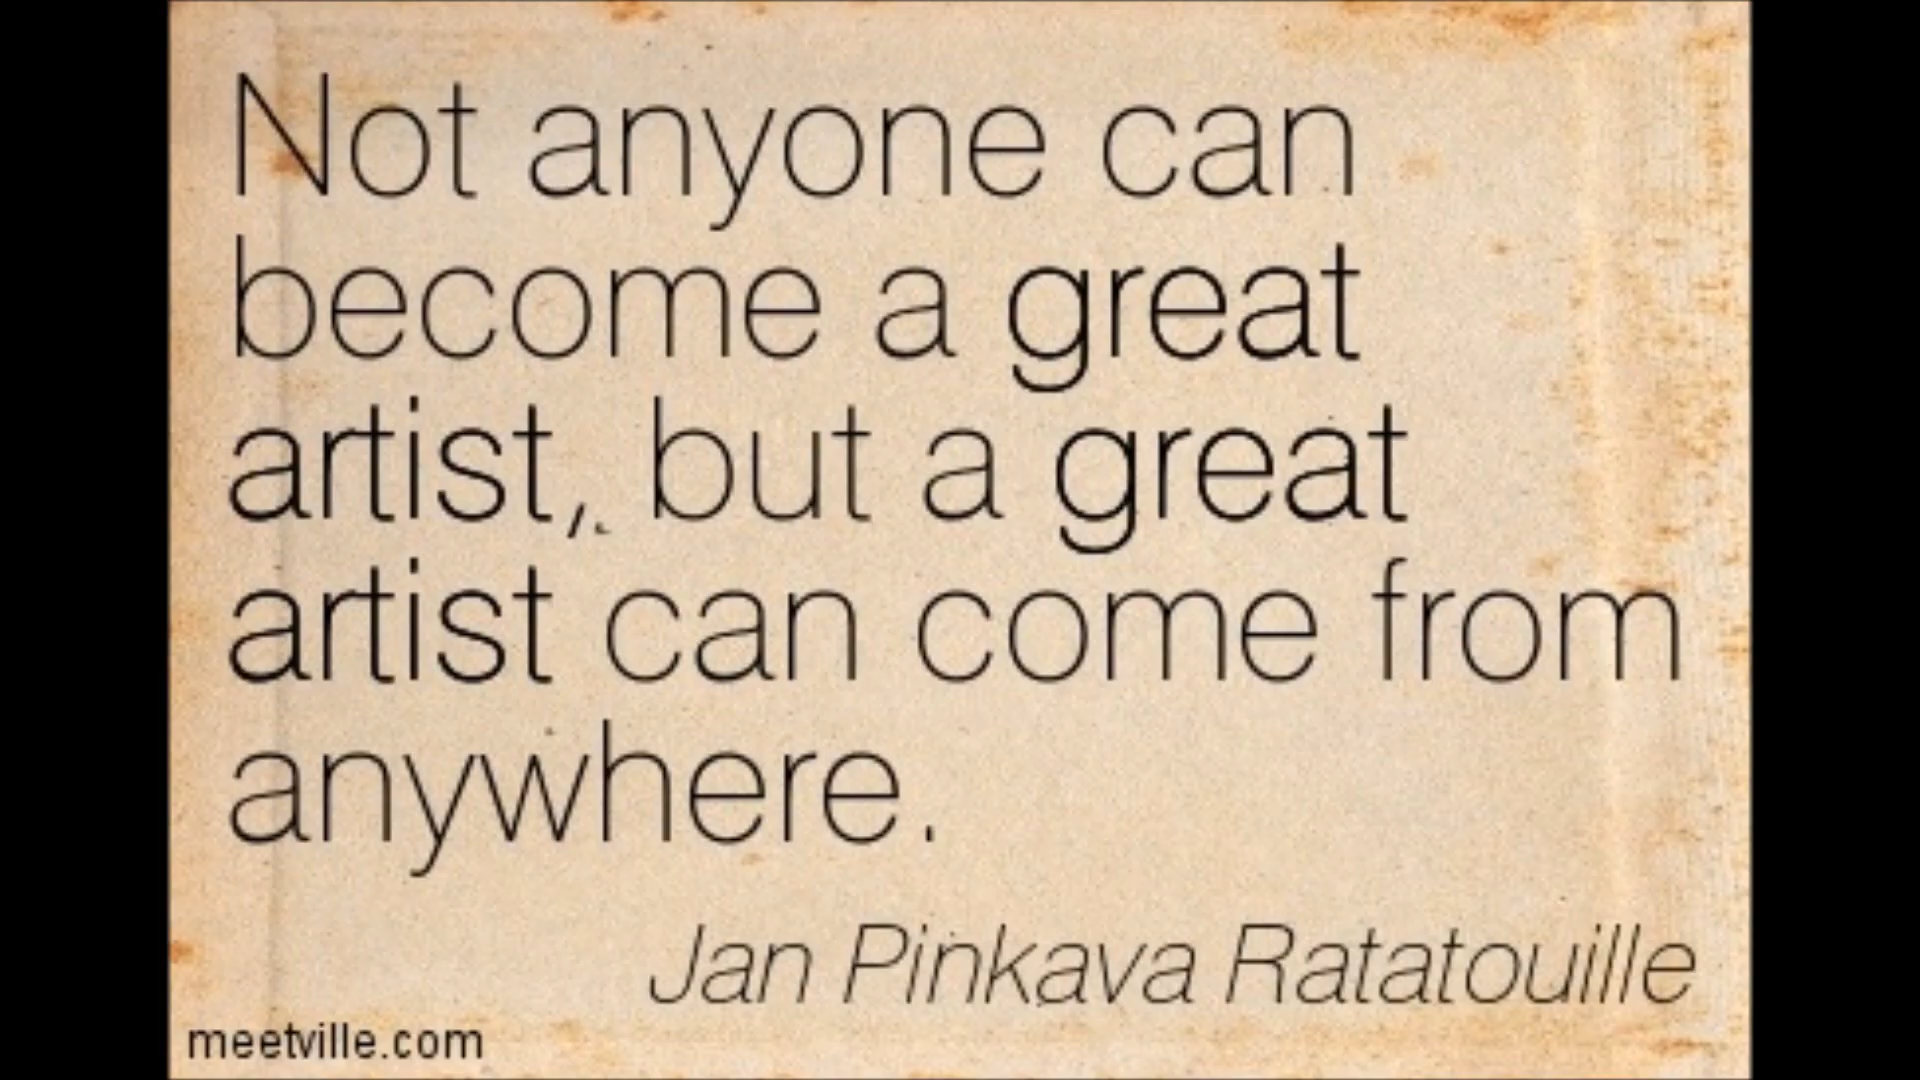 Not anyone can
become a great
artist, but a great
artist can come from
anywhere.
Jan Pinkava Ratatouille
meetville.com